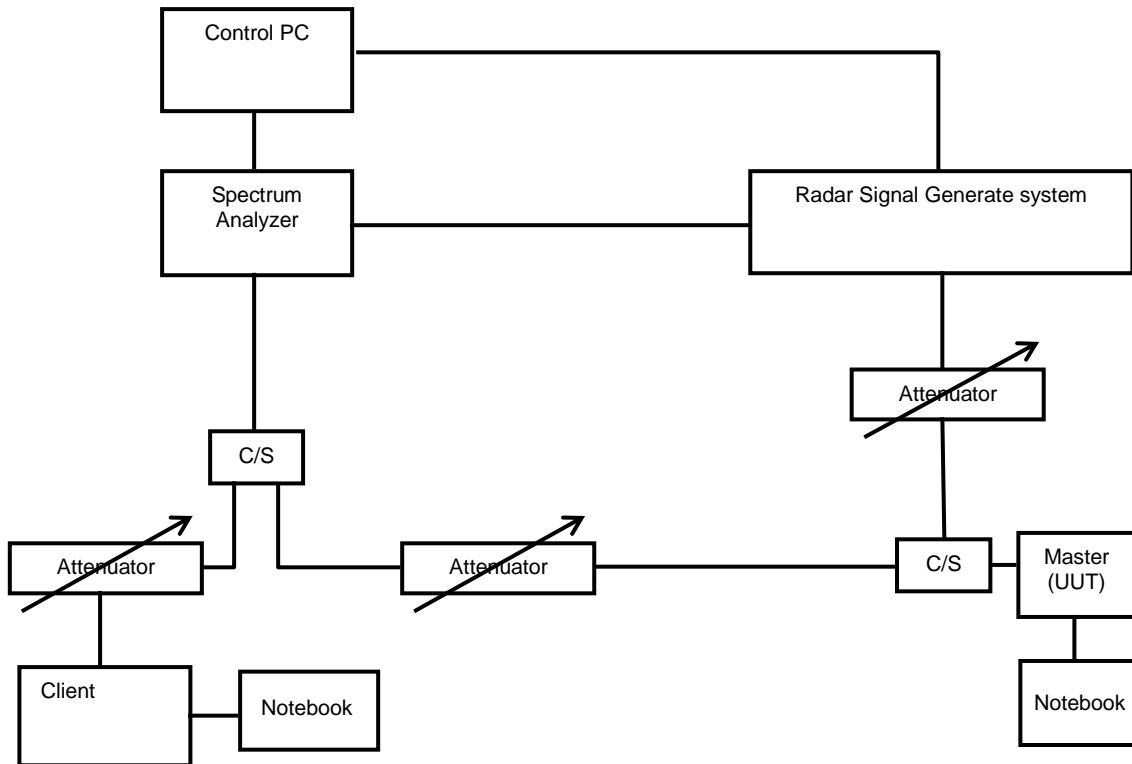 Control PC
Spectrum
Analyzer
Radar Signal Generate system
Attenuator
C/S
Attenuator
Attenuator
C/S
Master
(UUT)
Client
Notebook
Notebook